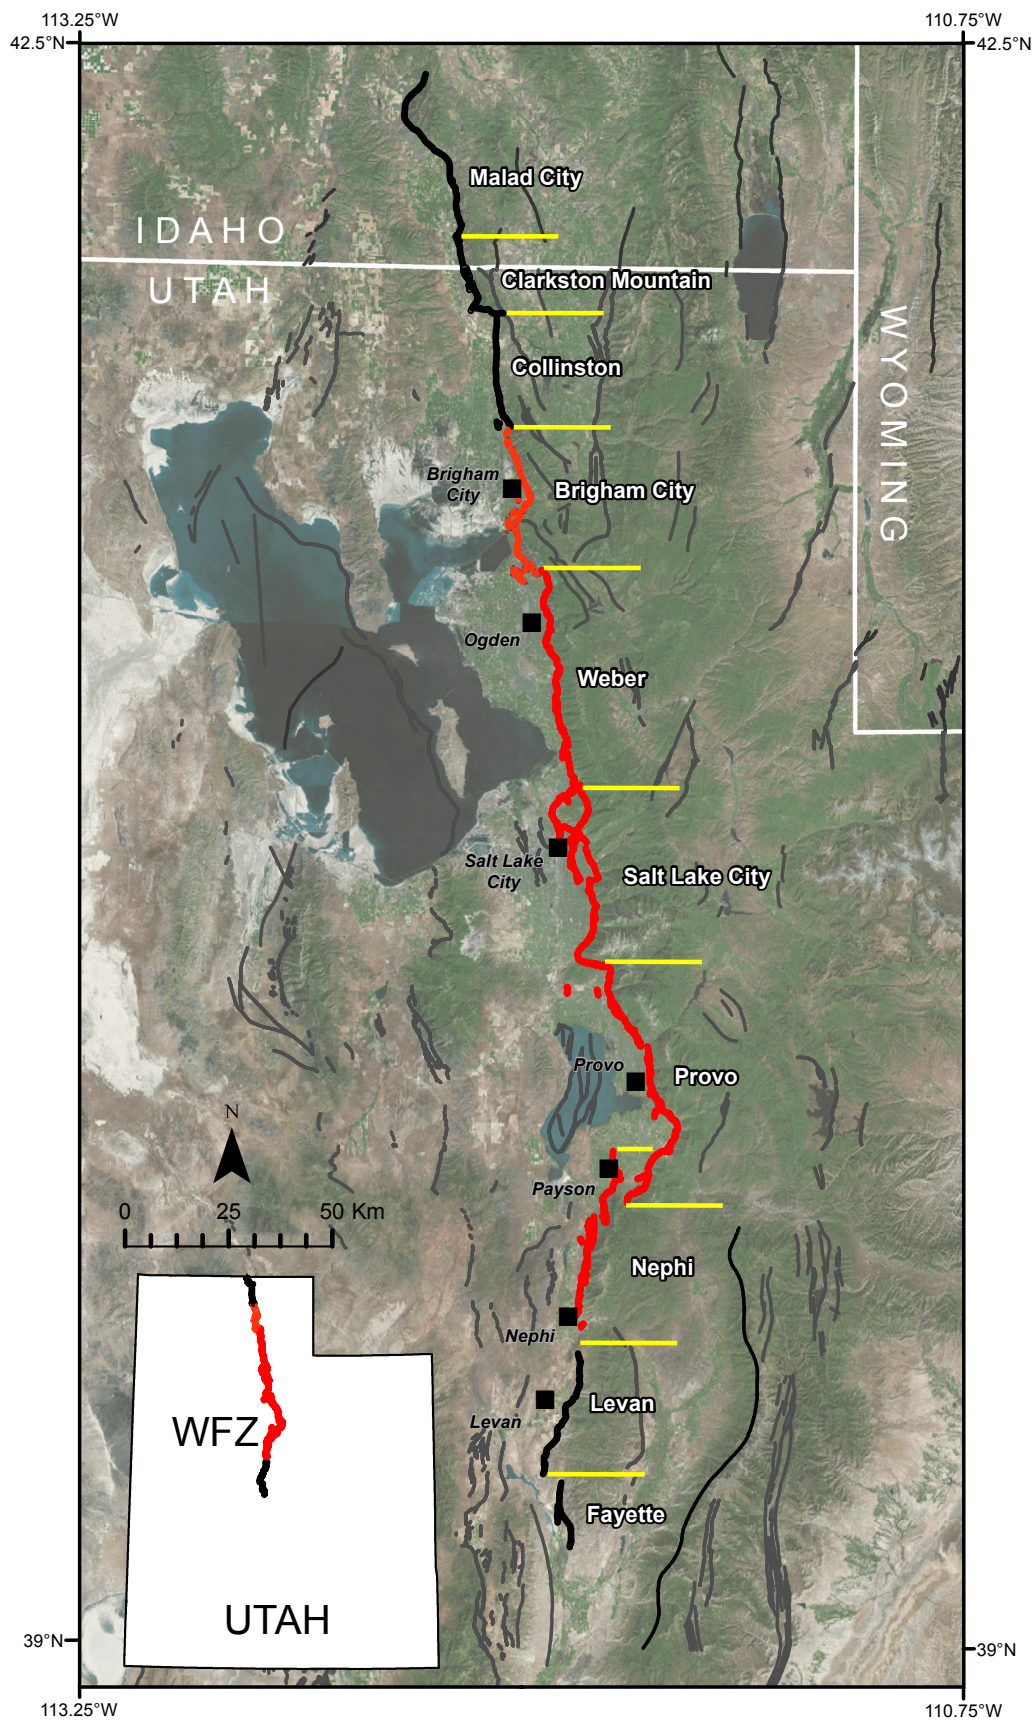 113.25°W
110.75°W
42.5°N
42.5°N
Malad City
IDAHO
UTAH
Clarkston Mountain
WYOMING
Collinston
Brigham
City
Brigham City
Ogden
Weber
Salt Lake
City
Salt Lake City
Provo
Provo
N
Payson
0 25 50 Km
Nephi
Nephi
Levan
Levan
WFZ
Fayette
UTAH
39°N
39°N
113.25°W
110.75°W